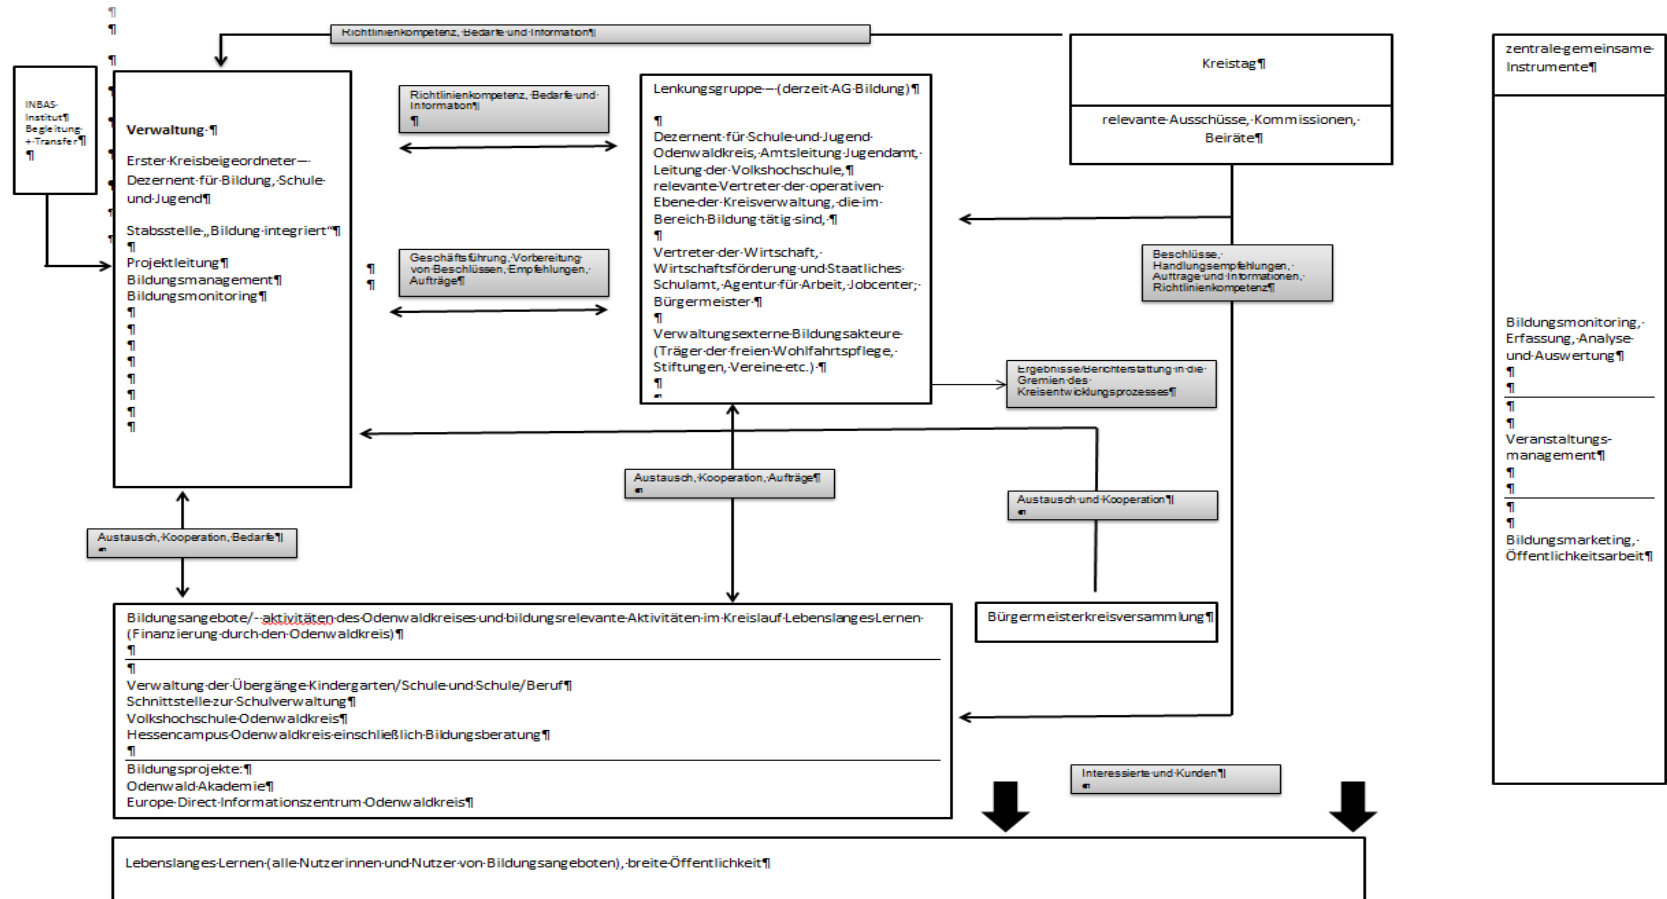 Richtlinienkompetenz, Bedarfe und Information¶
INBAS-
Institut¶
Begleitung
+ Transfer¶
¶
Verwaltung ¶
Erster Kreisbeigeordneter –
Dezernent für Bildung, Schule
und Jugend¶
Stabsstelle „Bildung integriert“¶
¶
Projektleitung¶
Bildungsmanagement¶
Bildungsmonitoring¶
Richtlinienkompetenz, Bedarfe und
Information¶
¶
Geschäftsführung, Vorbereitung
von Beschlüssen, Empfehlungen,
Aufträge¶
Lenkungsgruppe – (derzeit AG Bildung)¶
¶
Dezernent für Schule und Jugend
Odenwaldkreis, Amtsleitung Jugendamt,
Leitung der Volkshochschule,¶
relevante Vertreter der operativen
Ebene der Kreisverwaltung, die im
Bereich Bildung tätig sind, ¶
¶
Vertreter der Wirtschaft,
Wirtschaftsförderung und Staatliches
Schulamt, Agentur für Arbeit, Jobcenter;
Bürgermeister ¶
¶
Verwaltungsexterne Bildungsakteure
(Träger der freien Wohlfahrtspflege,
Stiftungen, Vereine etc.) ¶
¶
Kreistag¶
relevante Ausschüsse, Kommissionen,
Beiräte¶
Beschlüsse,
Handlungsempfehlungen,
Aufträge und Informationen,
Richtlinienkompetenz¶
Ergebnisse/Berichterstattung in die
Gremien des
Kreisentwicklungsprozesses¶
Austausch, Kooperation, Aufträge¶
Austausch und Kooperation¶
Austausch, Kooperation, Bedarfe¶
Bürgermeisterkreisversammlung¶
Bildungsangebote/- aktivitäten des Odenwaldkreises und bildungsrelevante Aktivitäten im Kreislauf Lebenslanges Lernen
(Finanzierung durch den Odenwaldkreis)¶
¶
¶
Verwaltung der Übergänge Kindergarten/Schule und Schule/Beruf¶
Schnittstelle zur Schulverwaltung¶
Volkshochschule Odenwaldkreis¶
Hessencampus Odenwaldkreis einschließlich Bildungsberatung¶
¶
Bildungsprojekte:¶
Odenwald Akademie¶
Europe Direct Informationszentrum Odenwaldkreis¶
Interessierte und Kunden¶
Lebenslanges Lernen (alle Nutzerinnen und Nutzer von Bildungsangeboten), breite Öffentlichkeit¶
zentrale gemeinsame
Instrumente¶
Bildungsmonitoring,
Erfassung, Analyse
und Auswertung¶
¶
¶
¶
¶
Veranstaltungs-
management¶
¶
¶
¶
¶
Bildungsmarketing,
Öffentlichkeitsarbeit¶